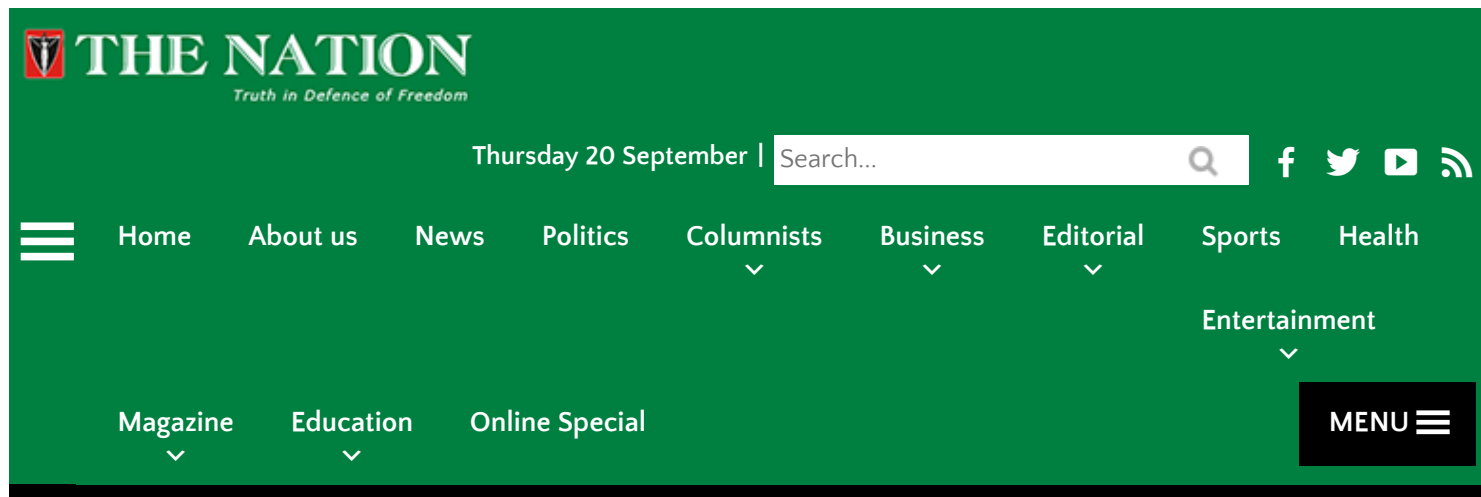 THE NATION
Truth in Defence of Freedom
Thursday 20 September | Search...
Home About us News Politics Columnists Business Editorial Sports Health
Entertainment
Magazine Education Online Special MENU